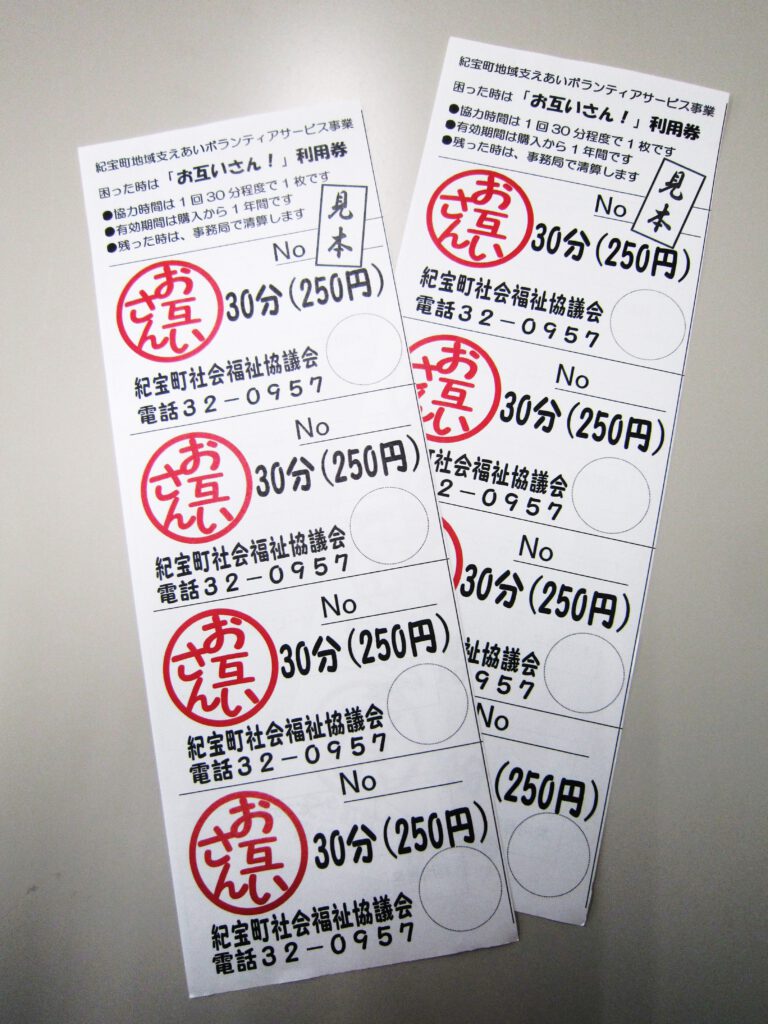 紀宝町地域支えあいボランティアサービス事業
困った時は「お互いさん！」利用券
●協力時間は１回３０分程度で１枚です
●有効期間は購入から１年間です
●残った時は、事務局で清算します
見本
No
お互いさん
30分(250円)
紀宝町社会福祉協議会
電話３２－０９５７
No
お互いさん
30分(250円)
紀宝町社会福祉協議会
電話３２－０９５７
No
お互いさん
30分(250円)
紀宝町社会福祉協議会
電話３２－０９５７
No
お互いさん
30分(250円)
紀宝町社会福祉協議会
電話３２－０９５７
紀宝町地域支えあいボランティアサービス事業
困った時は「お互いさん！」利用券
●協力時間は１回３０分程度で１枚です
●有効期間は購入から１年間です
●残った時は、事務局で清算します
見本
No
お互いさん
30分(250円)
紀宝町社会福祉協議会
電話３２－０９５７
No
お互いさん
30分(250円)
町社会福祉協議会
３２－０９５７
No
30分(250円)
祉協議会
９５７
No
(250円)